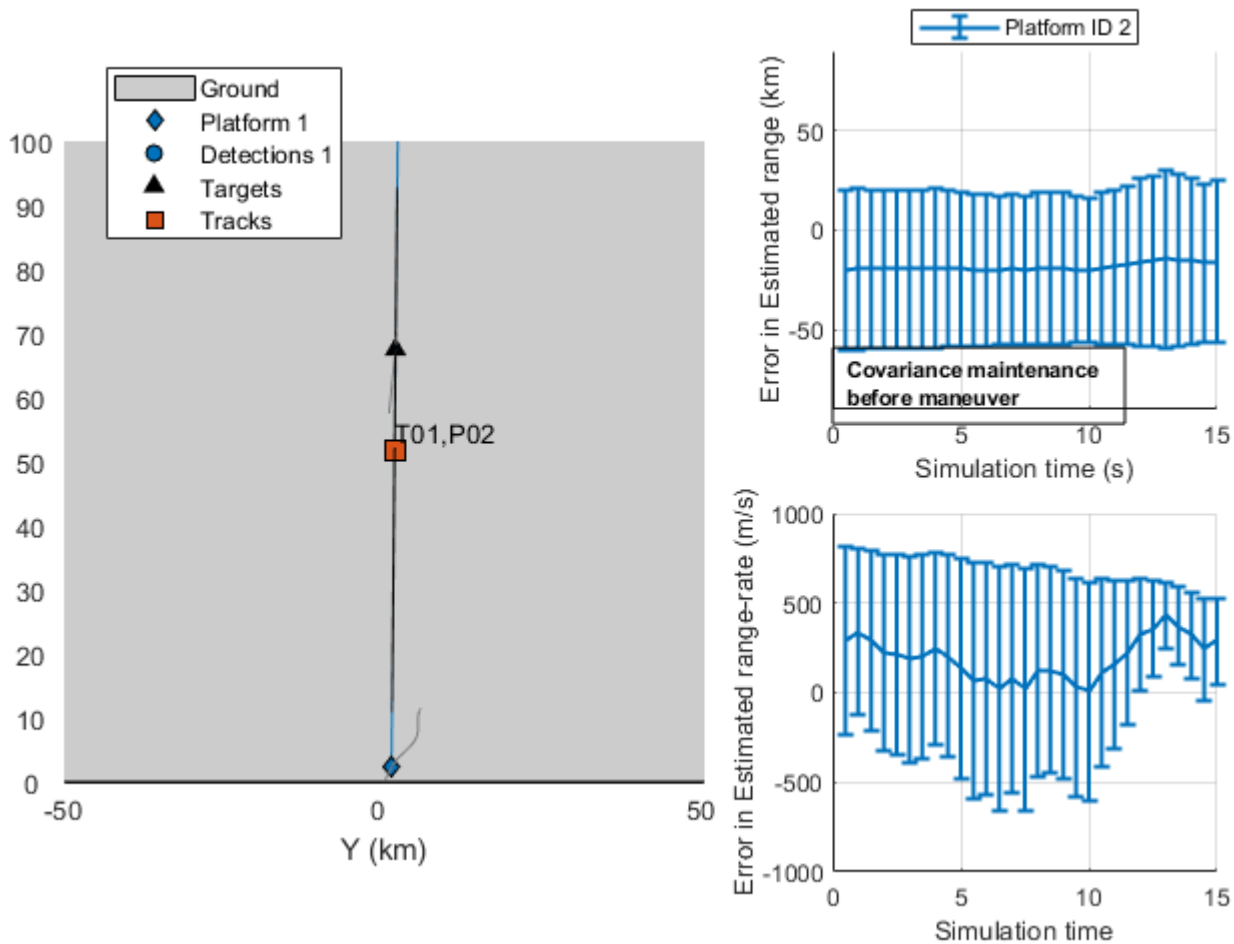 Ground
Platform 1
Detections 1
Targets
Tracks
100
90
80
70
60
50
40
30
20
10
0
-50
0
50
Y (km)
T01,P02
Platform ID 2
Error in Estimated range (km)
50
0
-50
Covariance maintenance
before maneuver
0
5
10
15
Simulation time (s)
Error in Estimated range-rate (m/s)
1000
500
0
-500
-1000
0
5
10
15
Simulation time